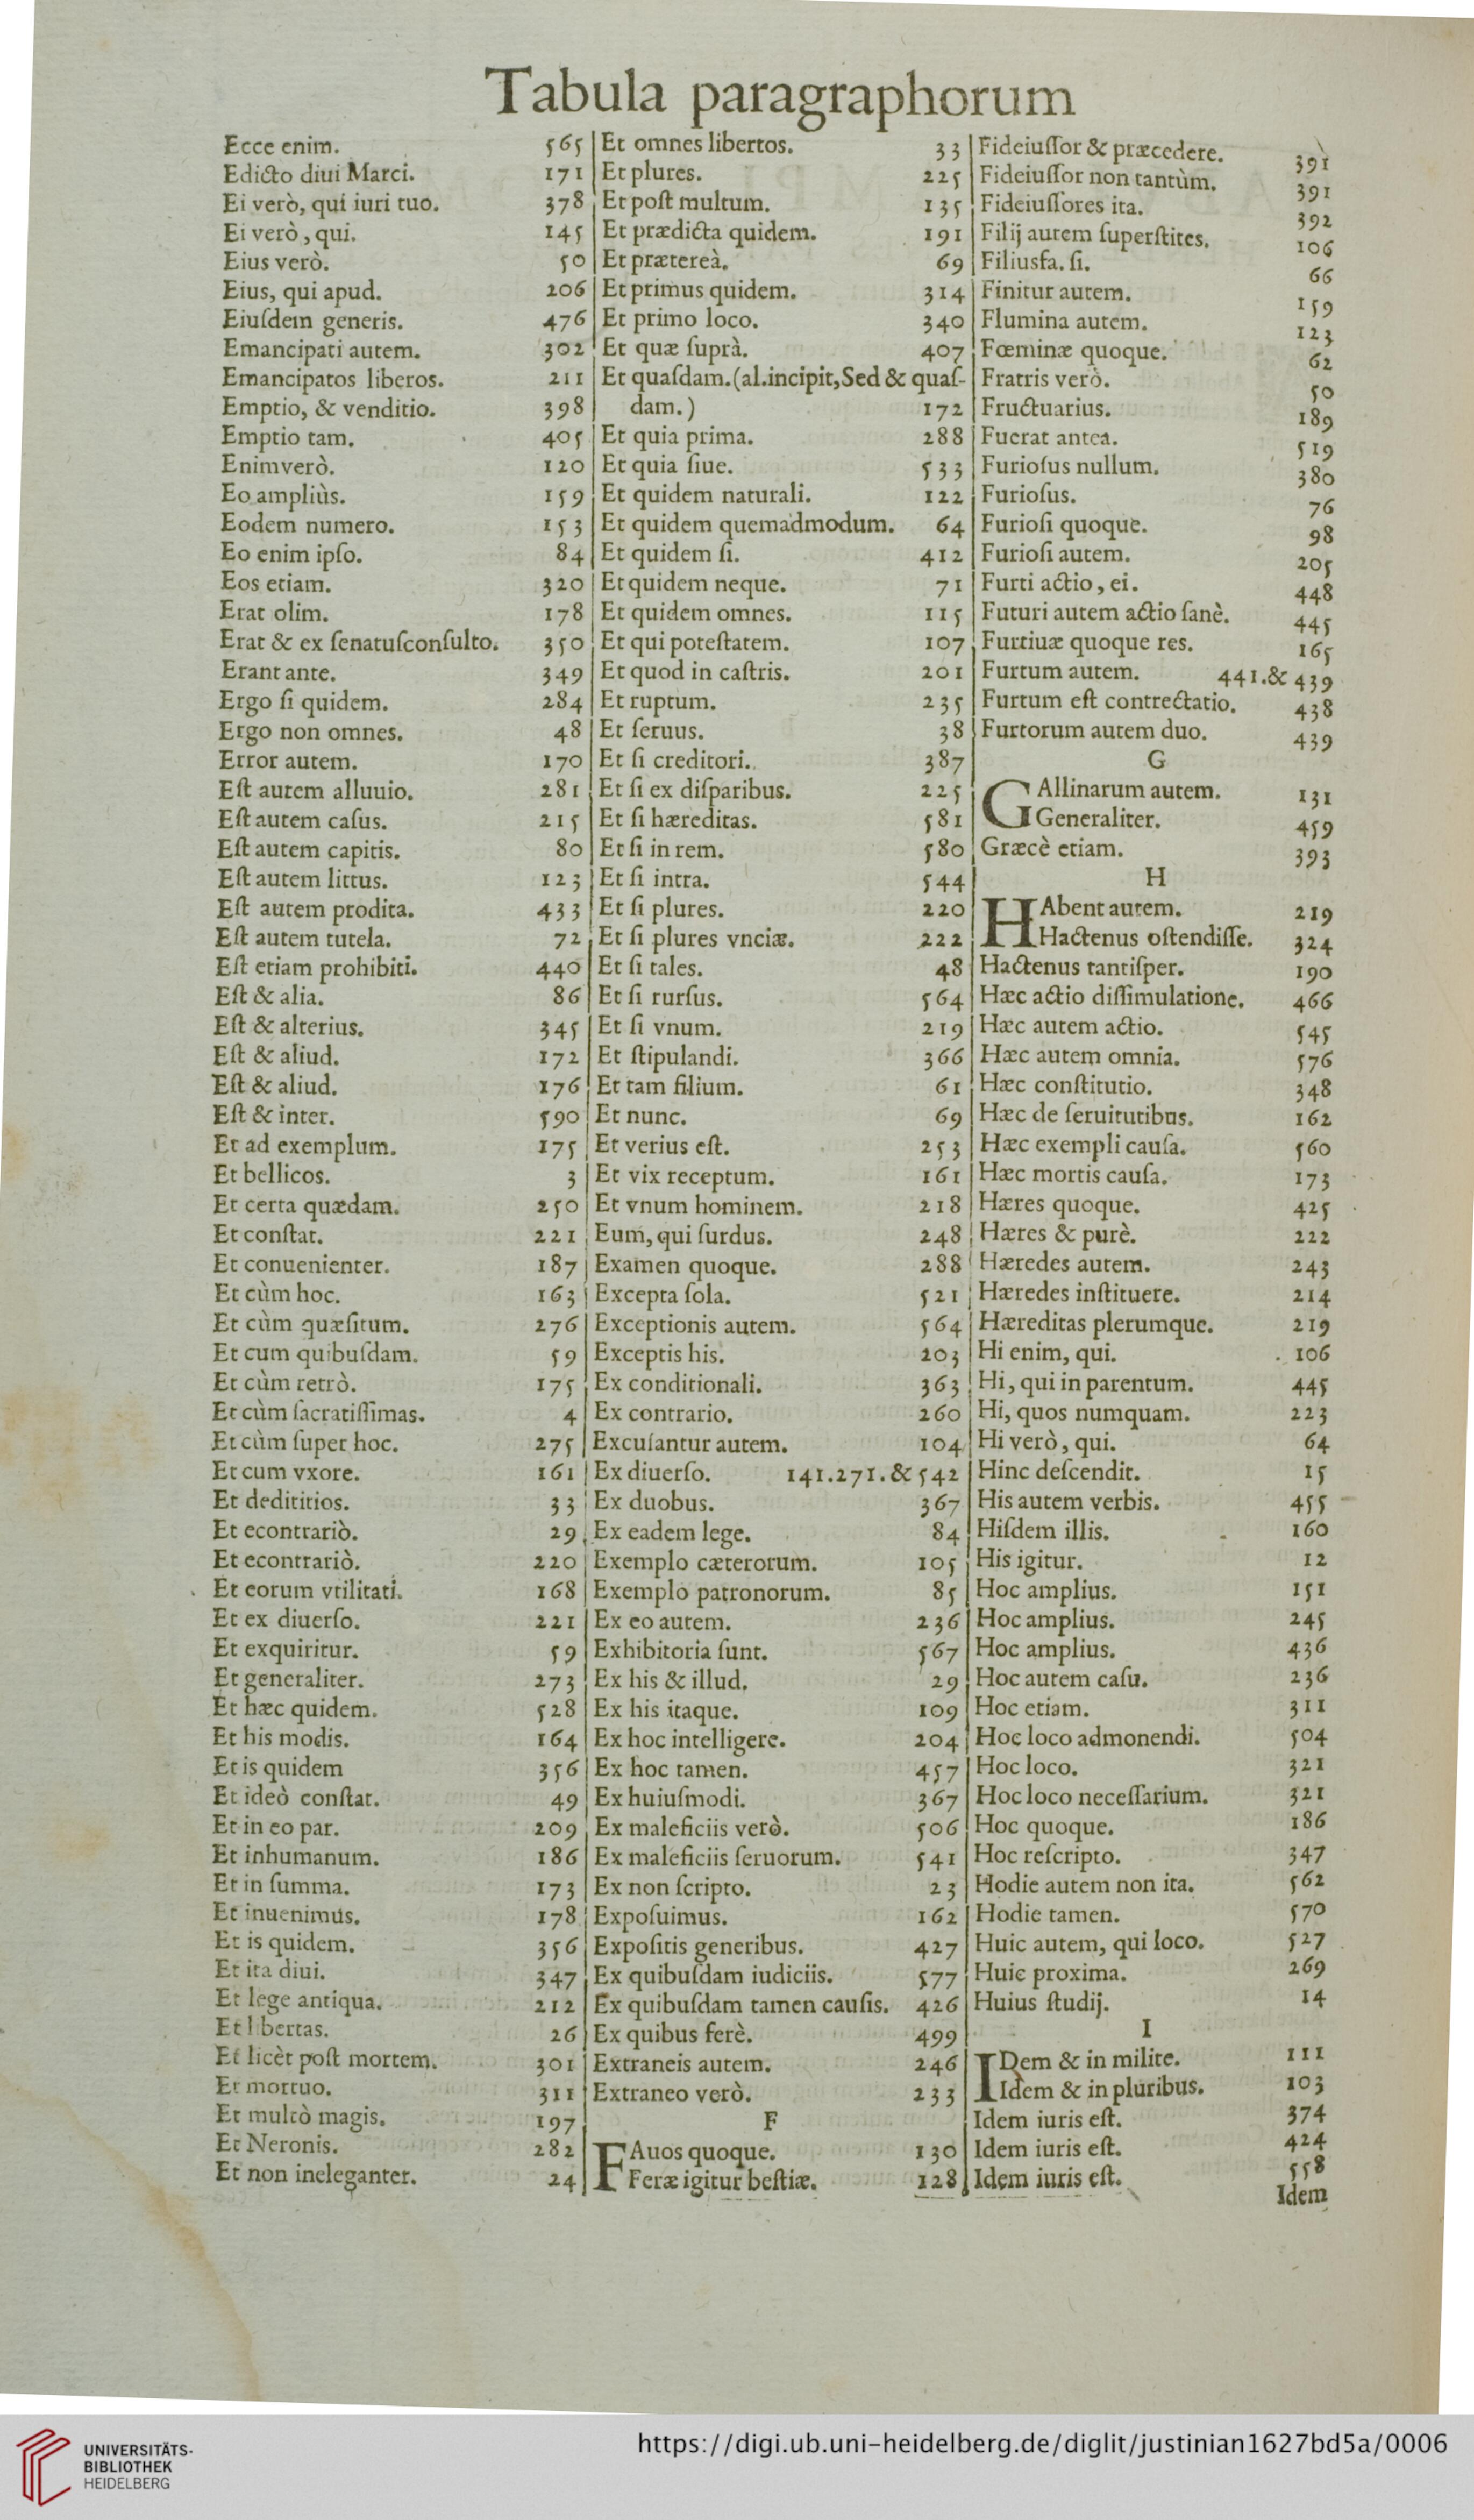 Tabula paragraphorum
Ecce enim. 565
Edicto diui Marci. 171
Ei verò, qui iuri tuo. 378
Ei verò, qui. 145
Eius verò. 50
Eius, qui apud. 206
Eiuſdem generis. 476
Emancipati autem. 302
Emancipatos liberos. 211
Emptio, & venditio. 398
Emptio tam. 405
Enimverò. 120
Eo ampliùs. 159
Eodem numero. 153
Eo enim ipſo. 84
Eos etiam. 320
Erat olim. 178
Erat & ex ſenatuſconſulto. 350
Erant ante. 349
Ergo ſi quidem. 284
Ergo non omnes. 48
Error autem. 170
Eſt autem alluuio. 281
Eſt autem caſus. 215
Eſt autem capitis. 80
Eſt autem littus. 123
Eſt autem prodita. 433
Eſt autem tutela. 72
Eſt etiam prohibiti. 440
Eſt & alia. 86
Eſt & alterius. 345
Eſt & aliud. 172
Eſt & aliud. 176
Eſt & inter. 590
Et ad exemplum. 175
Et bellicos. 3
Et certa quædam. 250
Et conſtat. 221
Et conuenienter. 187
Et cùm hoc. 163
Et cùm quæſitum. 276
Et cum quibuſdam. 59
Et cùm retrò. 175
Et cùm ſacratiſſimas. 4
Et cùm ſuper hoc. 275
Et cum vxore. 161
Et dedititios. 33
Et econtrariò. 29
Et econtrariò. 220
Et eorum vtilitati. 168
Et ex diuerſo. 221
Et exquiritur. 59
Et generaliter. 273
Et hæc quidem. 528
Et his modis. 164
Et is quidem 356
Et ideò conſtat. 49
Et in eo par. 209
Et inhumanum. 186
Et in ſumma. 173
Et inuenimus. 178
Et is quidem. 356
Et ita diui. 347
Et lege antiqua. 212
Et libertas. 26
Et licèt poſt mortem. 301
Et mortuo. 311
Et multò magis. 197
Et Neronis. 282
Et non ineleganter. 24
Et omnes libertos. 33
Et plures. 225
Et poſt multum. 135
Et prædicta quidem. 191
Et prætereà. 69
Et primus quidem. 314
Et primo loco. 340
Et quæ ſuprà. 407
Et quaſdam. (al. incipit, Sed & quaſ-
dam.) 172
Et quia prima. 288
Et quia ſiue. 533
Et quidem naturali. 122
Et quidem quemadmodum. 64
Et quidem ſi. 412
Et quidem neque. 71
Et quidem omnes. 115
Et qui poteſtatem. 107
Et quod in caſtris. 201
Et ruptum. 235
Et ſeruus. 38
Et ſi creditori. 387
Et ſi ex diſparibus. 225
Et ſi hæreditas. 581
Et ſi in rem. 580
Et ſi intra. 544
Et ſi plures. 220
Et ſi plures vnciæ. 222
Et ſi tales. 48
Et ſi rurſus. 564
Et ſi vnum. 219
Et ſtipulandi. 366
Et tam filium. 61
Et nunc. 69
Et verius eſt. 253
Et vix receptum. 161
Et vnum hominem. 218
Eum, qui ſurdus. 248
Examen quoque. 288
Excepta ſola. 521
Exceptionis autem. 564
Exceptis his. 203
Ex conditionali. 363
Ex contrario. 260
Excuſantur autem. 104
Ex diuerſo. 141.271.& 542
Ex duobus. 367
Ex eadem lege. 84
Exemplo cæterorum. 105
Exemplo patronorum. 85
Ex eo autem. 236
Exhibitoria ſunt. 567
Ex his & illud. 29
Ex his itaque. 109
Ex hoc intelligere. 204
Ex hoc tamen. 457
Ex huiuſmodi. 367
Ex maleficiis verò. 506
Ex maleficiis ſeruorum. 541
Ex non ſcripto. 23
Expoſuimus. 162
Expoſitis generibus. 427
Ex quibuſdam iudiciis. 577
Ex quibuſdam tamen cauſis. 426
Ex quibus ferè. 499
Extraneis autem. 246
Extraneo verò. 233
F
FAuos quoque. 130
Feræ igitur beſtiæ. 128
Fideiuſſor & præcedere. 391
Fideiuſſor non tantùm. 391
Fideiuſſores ita. 392
Filij autem ſuperſtites. 106
Filiusfa. ſi. 66
Finitur autem. 159
Flumina autem. 123
Fœminæ quoque. 62
Fratris verò. 50
Fructuarius. 189
Fuerat antea. 519
Furioſus nullum. 380
Furioſus. 76
Furioſi quoque. 98
Furioſi autem. 205
Furti actio, ei. 448
Futuri autem actio ſanè. 445
Furtiuæ quoque res. 165
Furtum autem. 441.& 439
Furtum eſt contrectatio. 438
Furtorum autem duo. 439
G
GAllinarum autem. 131
Generaliter. 459
Græcè etiam. 393
H
HAbent autem. 219
Hactenus oſtendiſſe. 324
Hactenus tantiſper. 190
Hæc actio diſſimulatione. 466
Hæc autem actio. 545
Hæc autem omnia. 576
Hæc conſtitutio. 348
Hæc de ſeruitutibus. 162
Hæc exempli cauſa. 560
Hæc mortis cauſa. 173
Hæres quoque. 425
Hæres & purè. 222
Hæredes autem. 243
Hæredes inſtituere. 214
Hæreditas plerumque. 219
Hi enim, qui. 106
Hi, qui in parentum. 445
Hi, quos numquam. 223
Hi verò, qui. 64
Hinc deſcendit. 15
His autem verbis. 455
Hiſdem illis. 160
His igitur. 12
Hoc amplius. 151
Hoc amplius. 245
Hoc amplius. 436
Hoc autem caſu. 236
Hoc etiam. 311
Hoc loco admonendi. 504
Hoc loco. 321
Hoc loco neceſſarium. 321
Hoc quoque. 186
Hoc reſcripto. 347
Hodie autem non ita. 562
Hodie tamen. 570
Huic autem, qui loco. 527
Huic proxima. 269
Huius ſtudij. 14
I
IDem & in milite. 111
Idem & in pluribus. 103
Idem iuris eſt. 374
Idem iuris eſt. 424
Idem iuris eſt. 558
Idem
UNIVERSITÄTS-
BIBLIOTHEK
HEIDELBERG
https://digi.ub.uni-heidelberg.de/diglit/justinian1627bd5a/0006